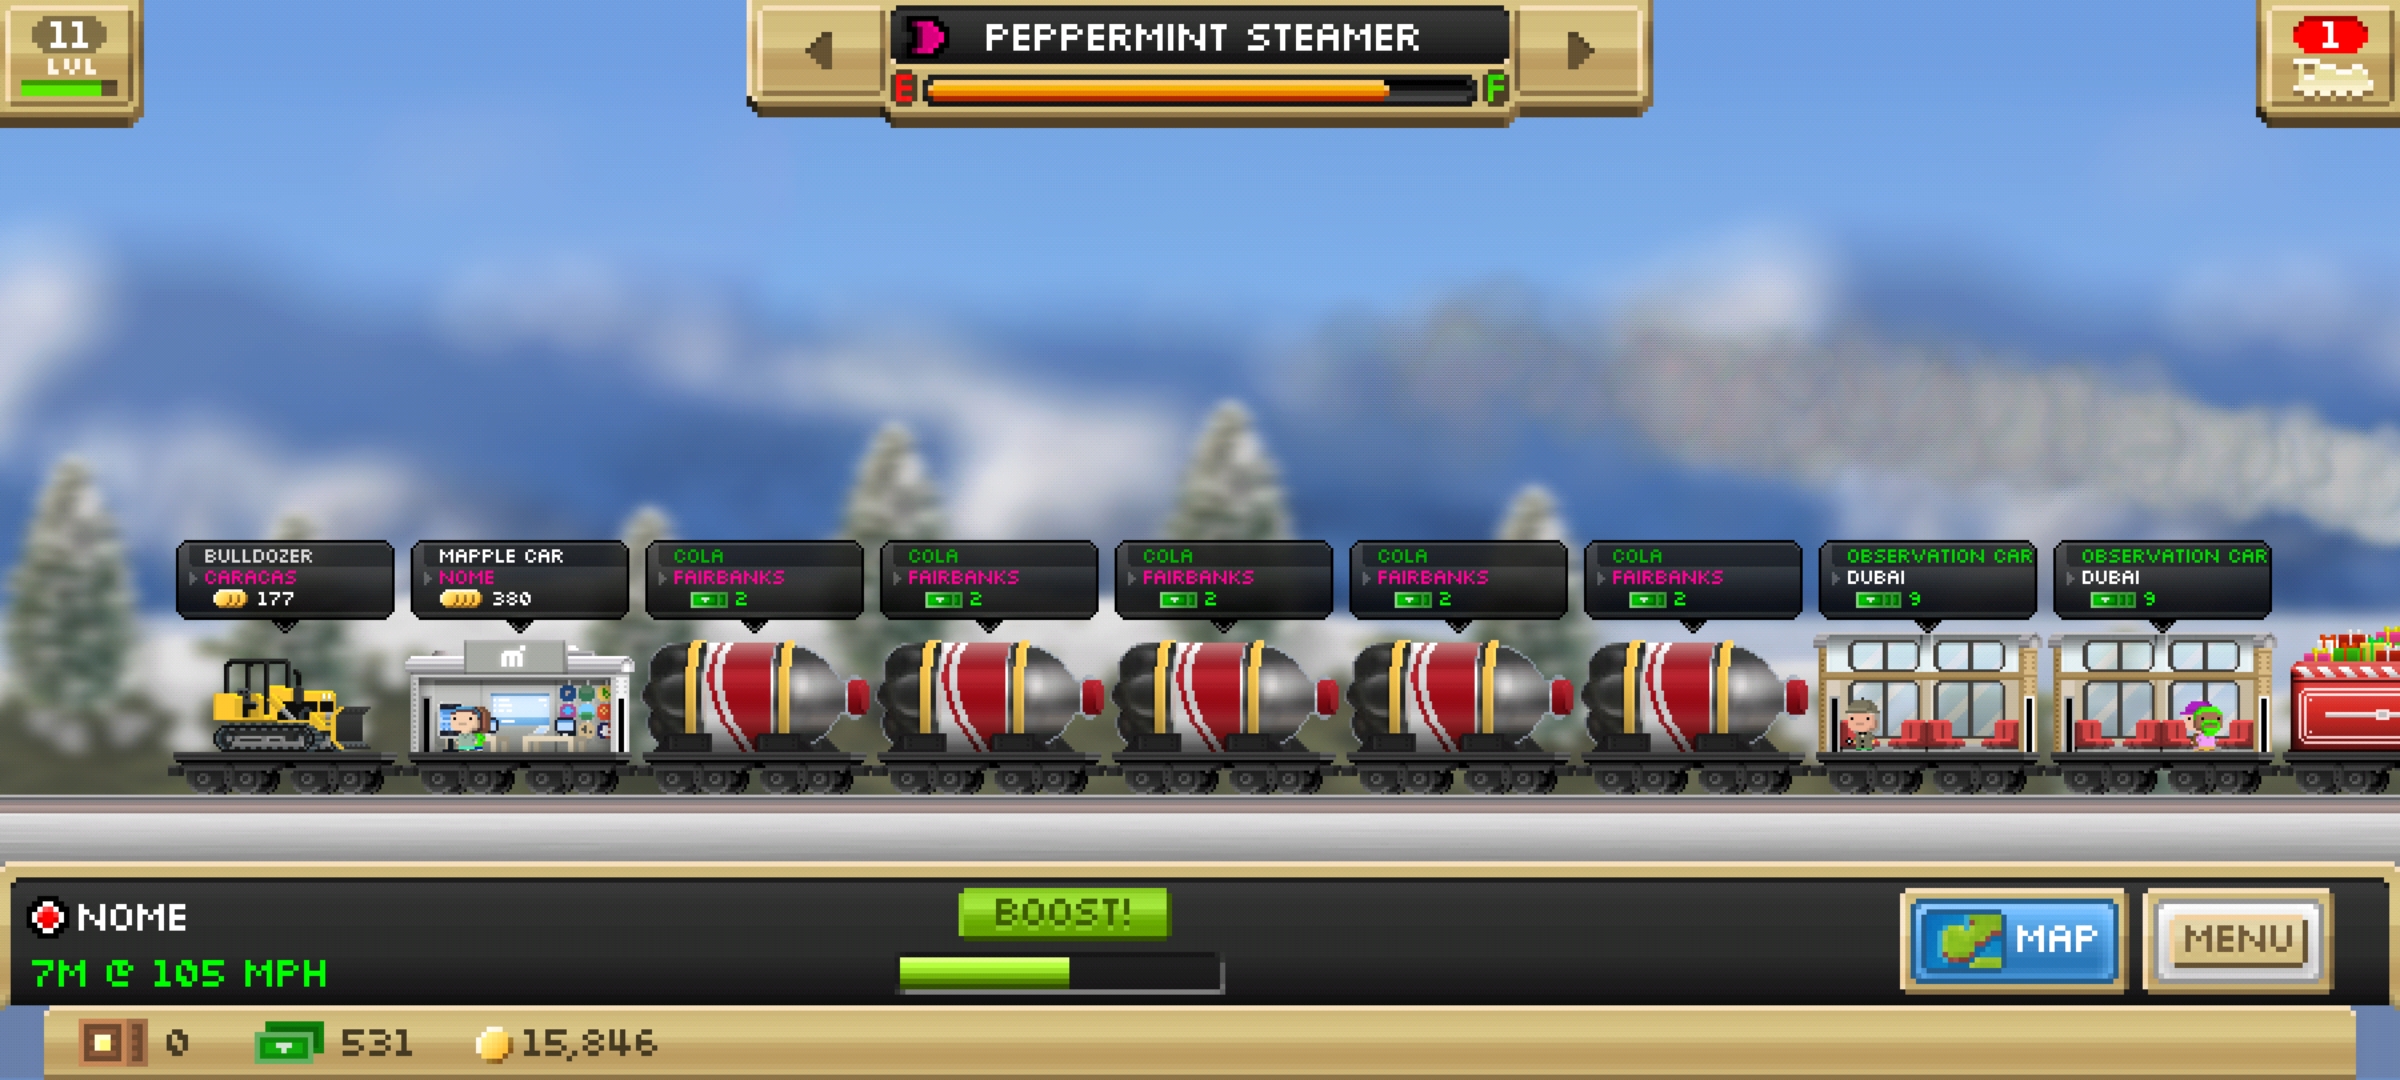 11
LVL
PEPPERMINT STEAMER
E F
1
BULLDOZER
CARACAS
177
MAPPLE CAR
NOME
380
COLA
FAIRBANKS
2
COLA
FAIRBANKS
2
COLA
FAIRBANKS
2
COLA
FAIRBANKS
2
COLA
FAIRBANKS
2
OBSERVATION CAR
DUBAI
9
OBSERVATION CAR
DUBAI
9
m
NOME
7M @ 105 MPH
BOOST!
MAP
MENU
0
531
15,846